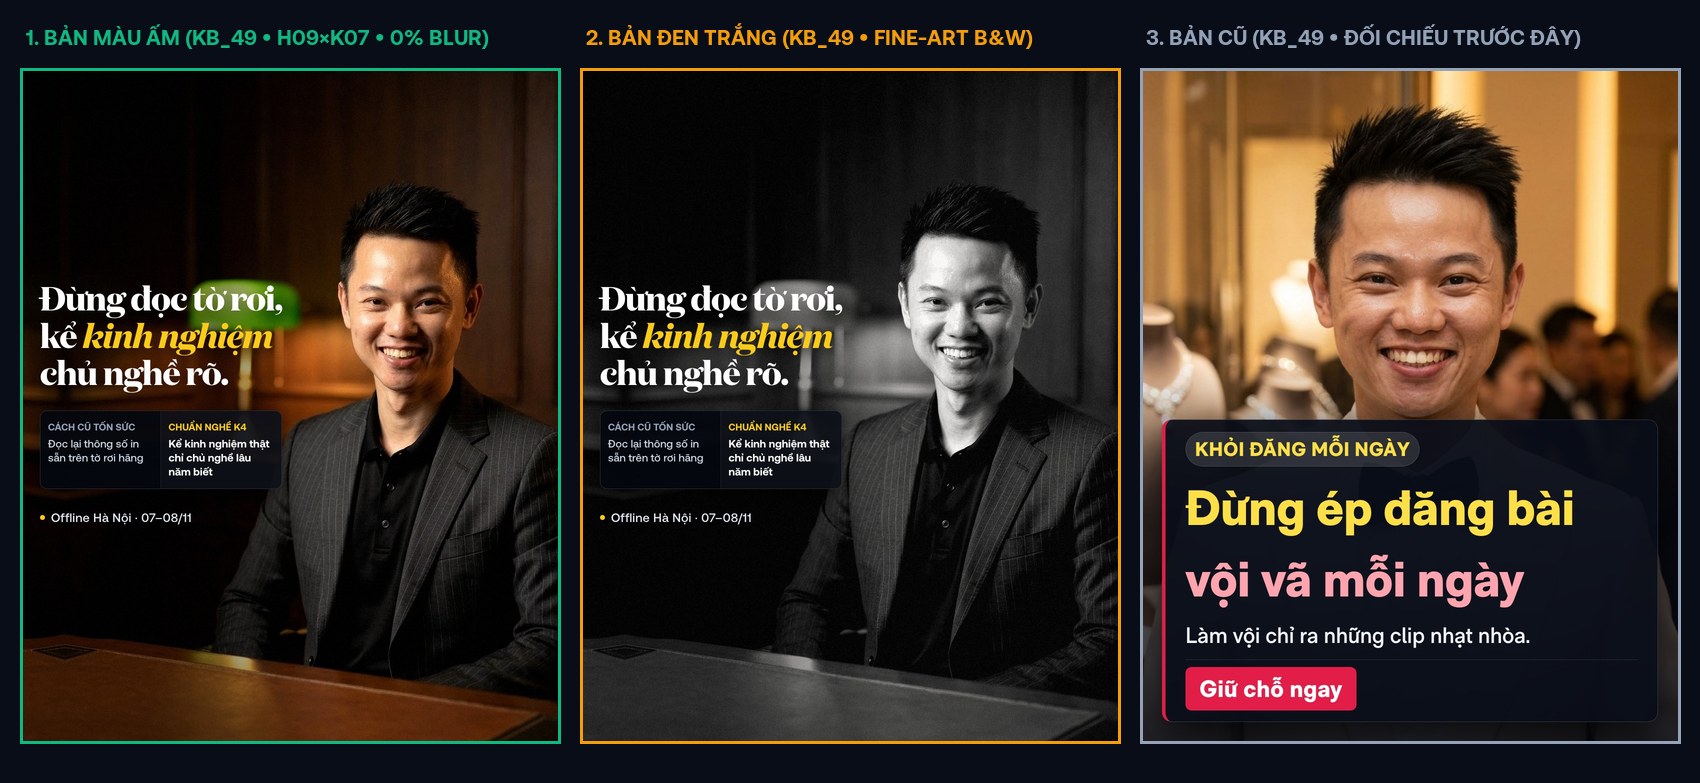 1. BẢN MÀU ẤM (KB_49 • H09×K07 • 0% BLUR)
Đừng đọc tờ rơi,
kể kinh nghiệm
chủ nghề rõ.
CÁCH CŨ TỐN SỨC
Đọc lại thông số in
sẵn trên tờ rơi hãng
CHUẨN NGHỀ K4
Kể kinh nghiệm thật
chỉ chủ nghề lâu
năm biết
Offline Hà Nội · 07–08/11
2. BẢN ĐEN TRẮNG (KB_49 • FINE-ART B&W)
Đừng đọc tờ rơi,
kể kinh nghiệm
chủ nghề rõ.
CÁCH CŨ TỐN SỨC
Đọc lại thông số in
sẵn trên tờ rơi hãng
CHUẨN NGHỀ K4
Kể kinh nghiệm thật
chỉ chủ nghề lâu
năm biết
Offline Hà Nội · 07–08/11
3. BẢN CŨ (KB_49 • ĐỐI CHIẾU TRƯỚC ĐÂY)
KHỎI ĐĂNG MỖI NGÀY
Đừng ép đăng bài
vội vã mỗi ngày
Làm vội chỉ ra những clip nhạt nhòa.
Giữ chỗ ngay